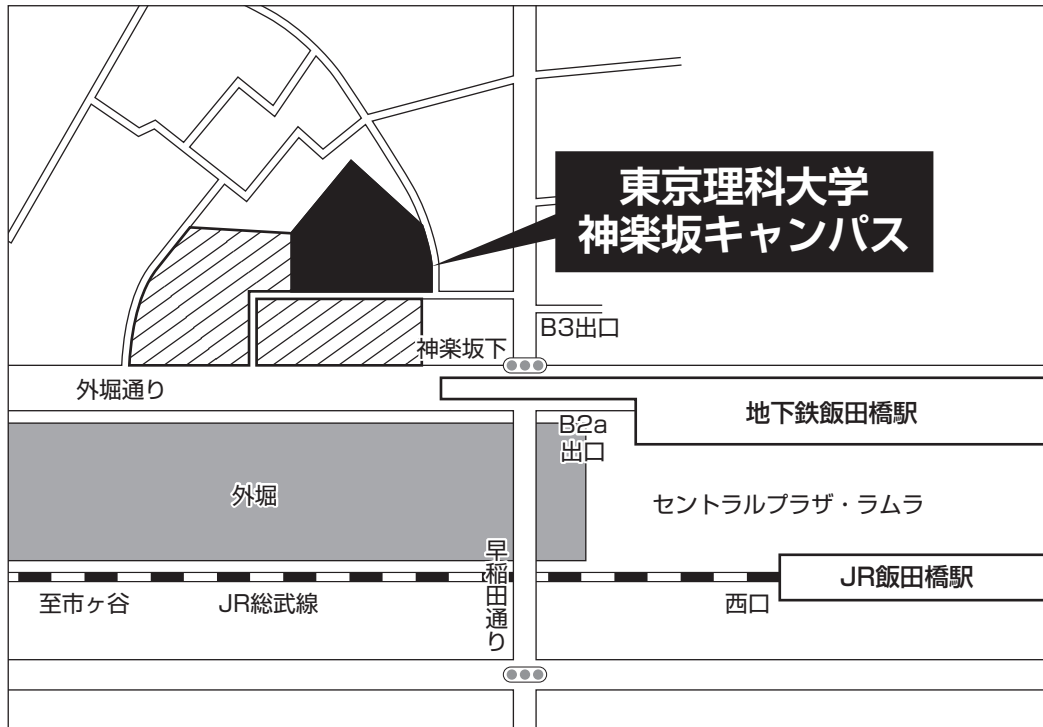 東京理科大学
神楽坂キャンパス
B3出口
神楽坂下
外堀通り
地下鉄飯田橋駅
B2a
出口
外堀
セントラルプラザ・ラムラ
早稲田通り
JR飯田橋駅
至市ヶ谷
JR総武線
西口